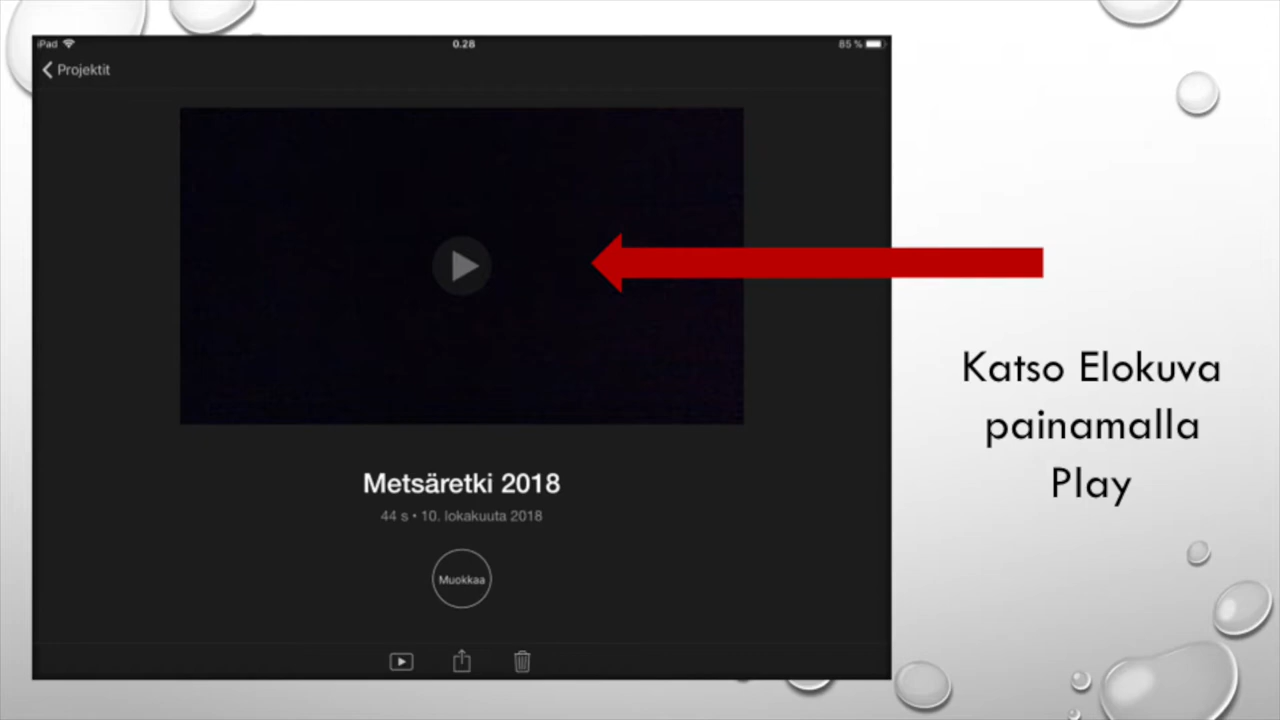 iPad 0.28 85 %
Projektit
Metsäretki 2018
44 s • 10. lokakuuta 2018
Muokkaa
Katso Elokuva
painamalla
Play